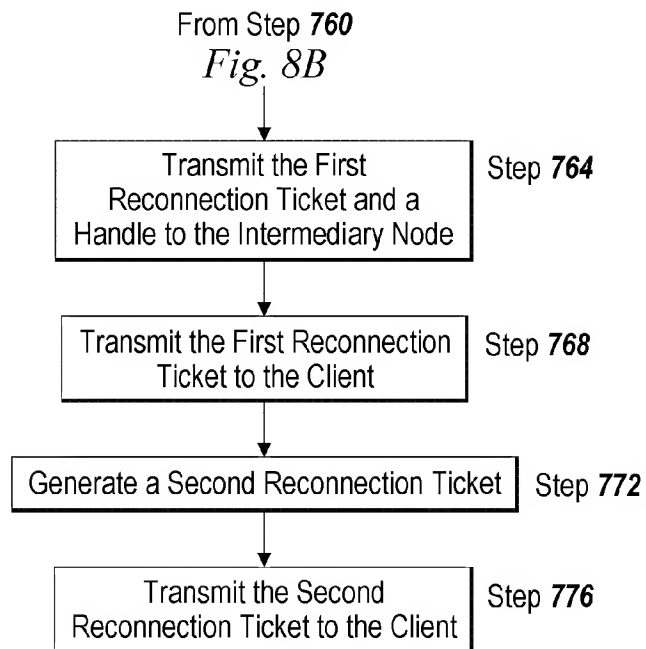 From Step 760
Fig. 8B
Transmit the First
Reconnection Ticket and a
Handle to the Intermediary Node
Step 764
Transmit the First Reconnection
Ticket to the Client
Step 768
Generate a Second Reconnection Ticket
Step 772
Transmit the Second
Reconnection Ticket to the Client
Step 776